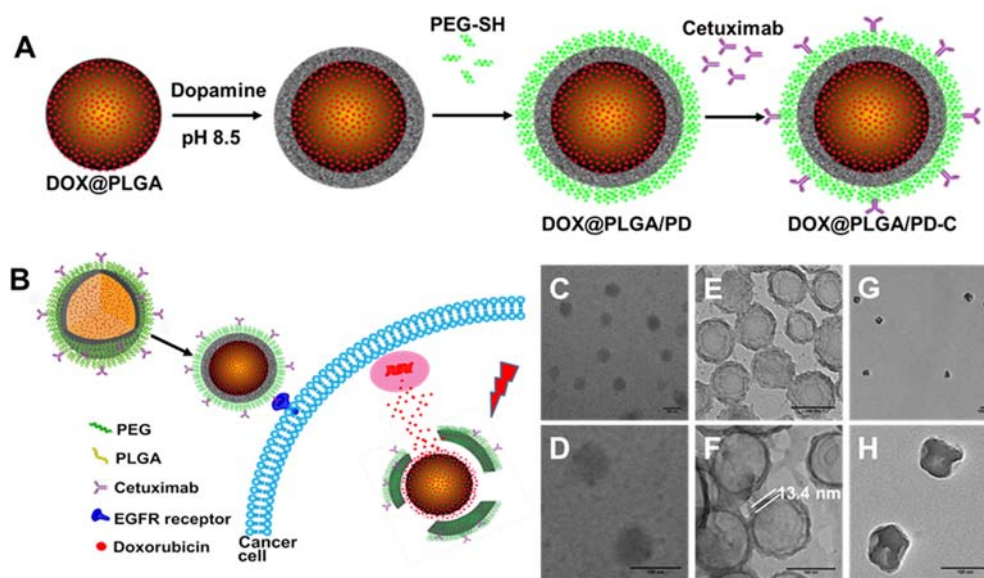 A
PEG-SH
Cetuximab
Dopamine
pH 8.5
DOX@PLGA
DOX@PLGA/PD
DOX@PLGA/PD-C
B
PEG
PLGA
Cetuximab
EGFR receptor
Doxorubicin
Cancer
cell
C
E
G
D
F
13.4 nm
H